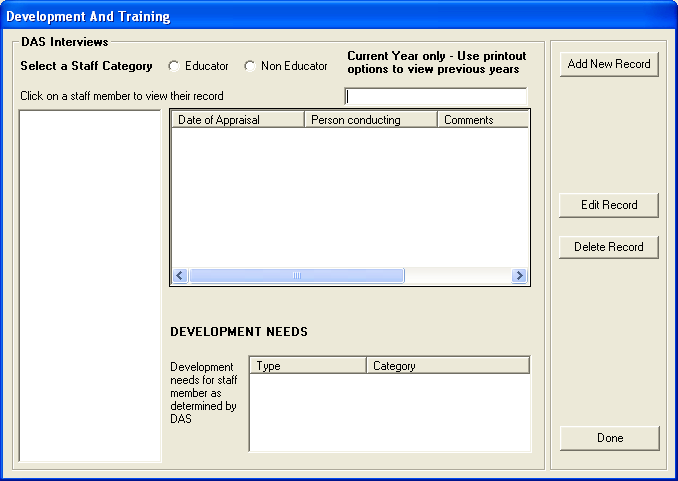 Development And Training
DAS Interviews
Select a Staff Category
Educator
Non Educator
Current Year only - Use printout
options to view previous years
Click on a staff member to view their record
Date of Appraisal
Person conducting
Comments
DEVELOPMENT NEEDS
Development
needs for staff
member as
determined by
DAS
Type
Category
Add New Record
Edit Record
Delete Record
Done